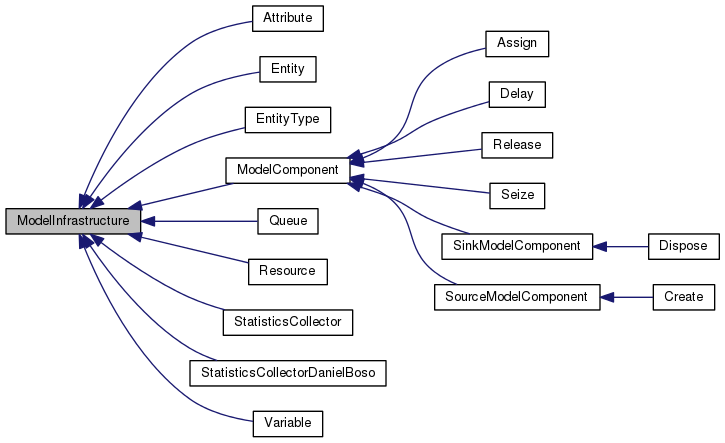 Attribute
Assign
Entity
Delay
EntityType
Release
ModelComponent
Seize
ModelInfrastructure
Queue
SinkModelComponent
Dispose
Resource
SourceModelComponent
Create
StatisticsCollector
StatisticsCollectorDanielBoso
Variable